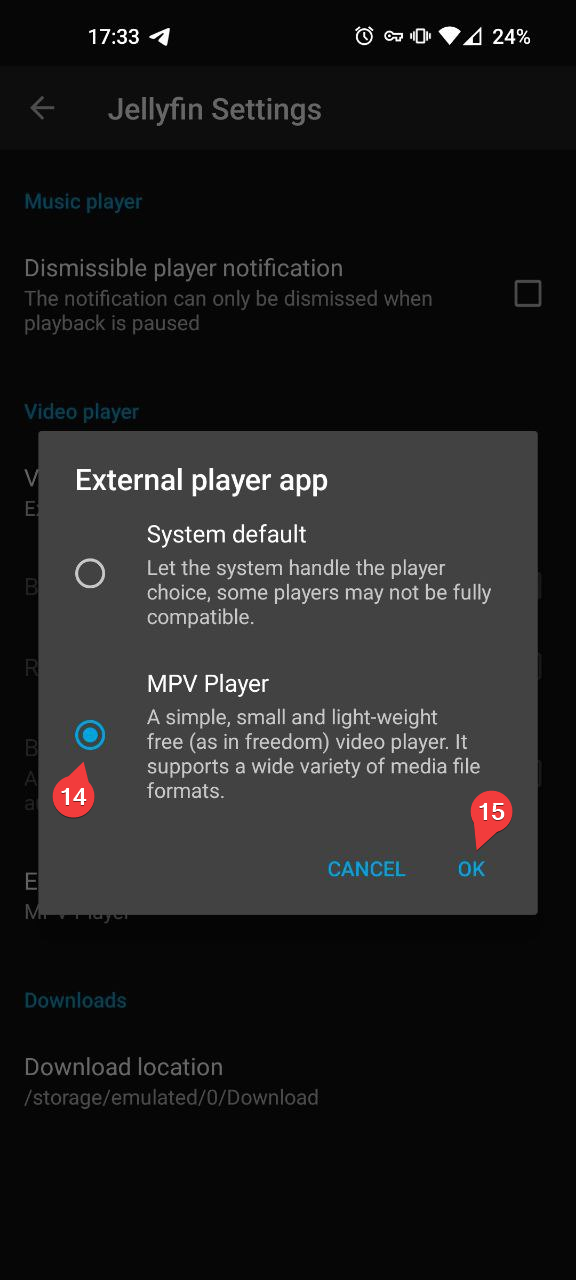 17:33 24%
Jellyfin Settings
Music player
Dismissible player notification
The notification can only be dismissed when
playback is paused
Video player
External player app
System default
Let the system handle the player
choice, some players may not be fully
compatible.
MPV Player
A simple, small and light-weight
free (as in freedom) video player. It
supports a wide variety of media file
formats.
14
15
CANCEL OK
MPV Player
Downloads
Download location
/storage/emulated/0/Download